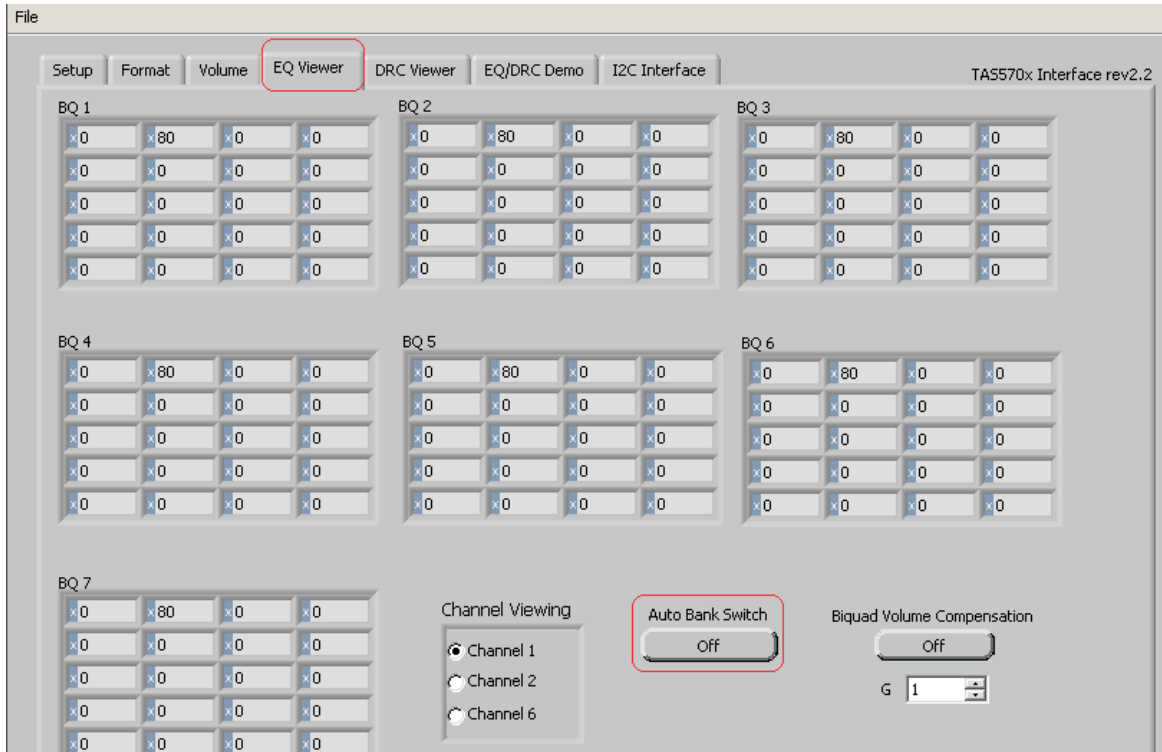 File
Setup Format Volume EQ Viewer DRC Viewer EQ/DRC Demo I2C Interface TAS570x Interface rev2.2
BQ 1 BQ 2 BQ 3
x0 x80 x0 x0 x0 x80 x0 x0 x0 x80 x0 x0
x0 x0 x0 x0 x0 x0 x0 x0 x0 x0 x0 x0
x0 x0 x0 x0 x0 x0 x0 x0 x0 x0 x0 x0
x0 x0 x0 x0 x0 x0 x0 x0 x0 x0 x0 x0
x0 x0 x0 x0 x0 x0 x0 x0 x0 x0 x0 x0
BQ 4 BQ 5 BQ 6
x0 x80 x0 x0 x0 x80 x0 x0 x0 x80 x0 x0
x0 x0 x0 x0 x0 x0 x0 x0 x0 x0 x0 x0
x0 x0 x0 x0 x0 x0 x0 x0 x0 x0 x0 x0
x0 x0 x0 x0 x0 x0 x0 x0 x0 x0 x0 x0
x0 x0 x0 x0 x0 x0 x0 x0 x0 x0 x0 x0
BQ 7
x0 x80 x0 x0
x0 x0 x0 x0
x0 x0 x0 x0
x0 x0 x0 x0
x0 x0 x0 x0
Channel Viewing
Channel 1
Channel 2
Channel 6
Auto Bank Switch
Off
Biquad Volume Compensation
Off
G 1